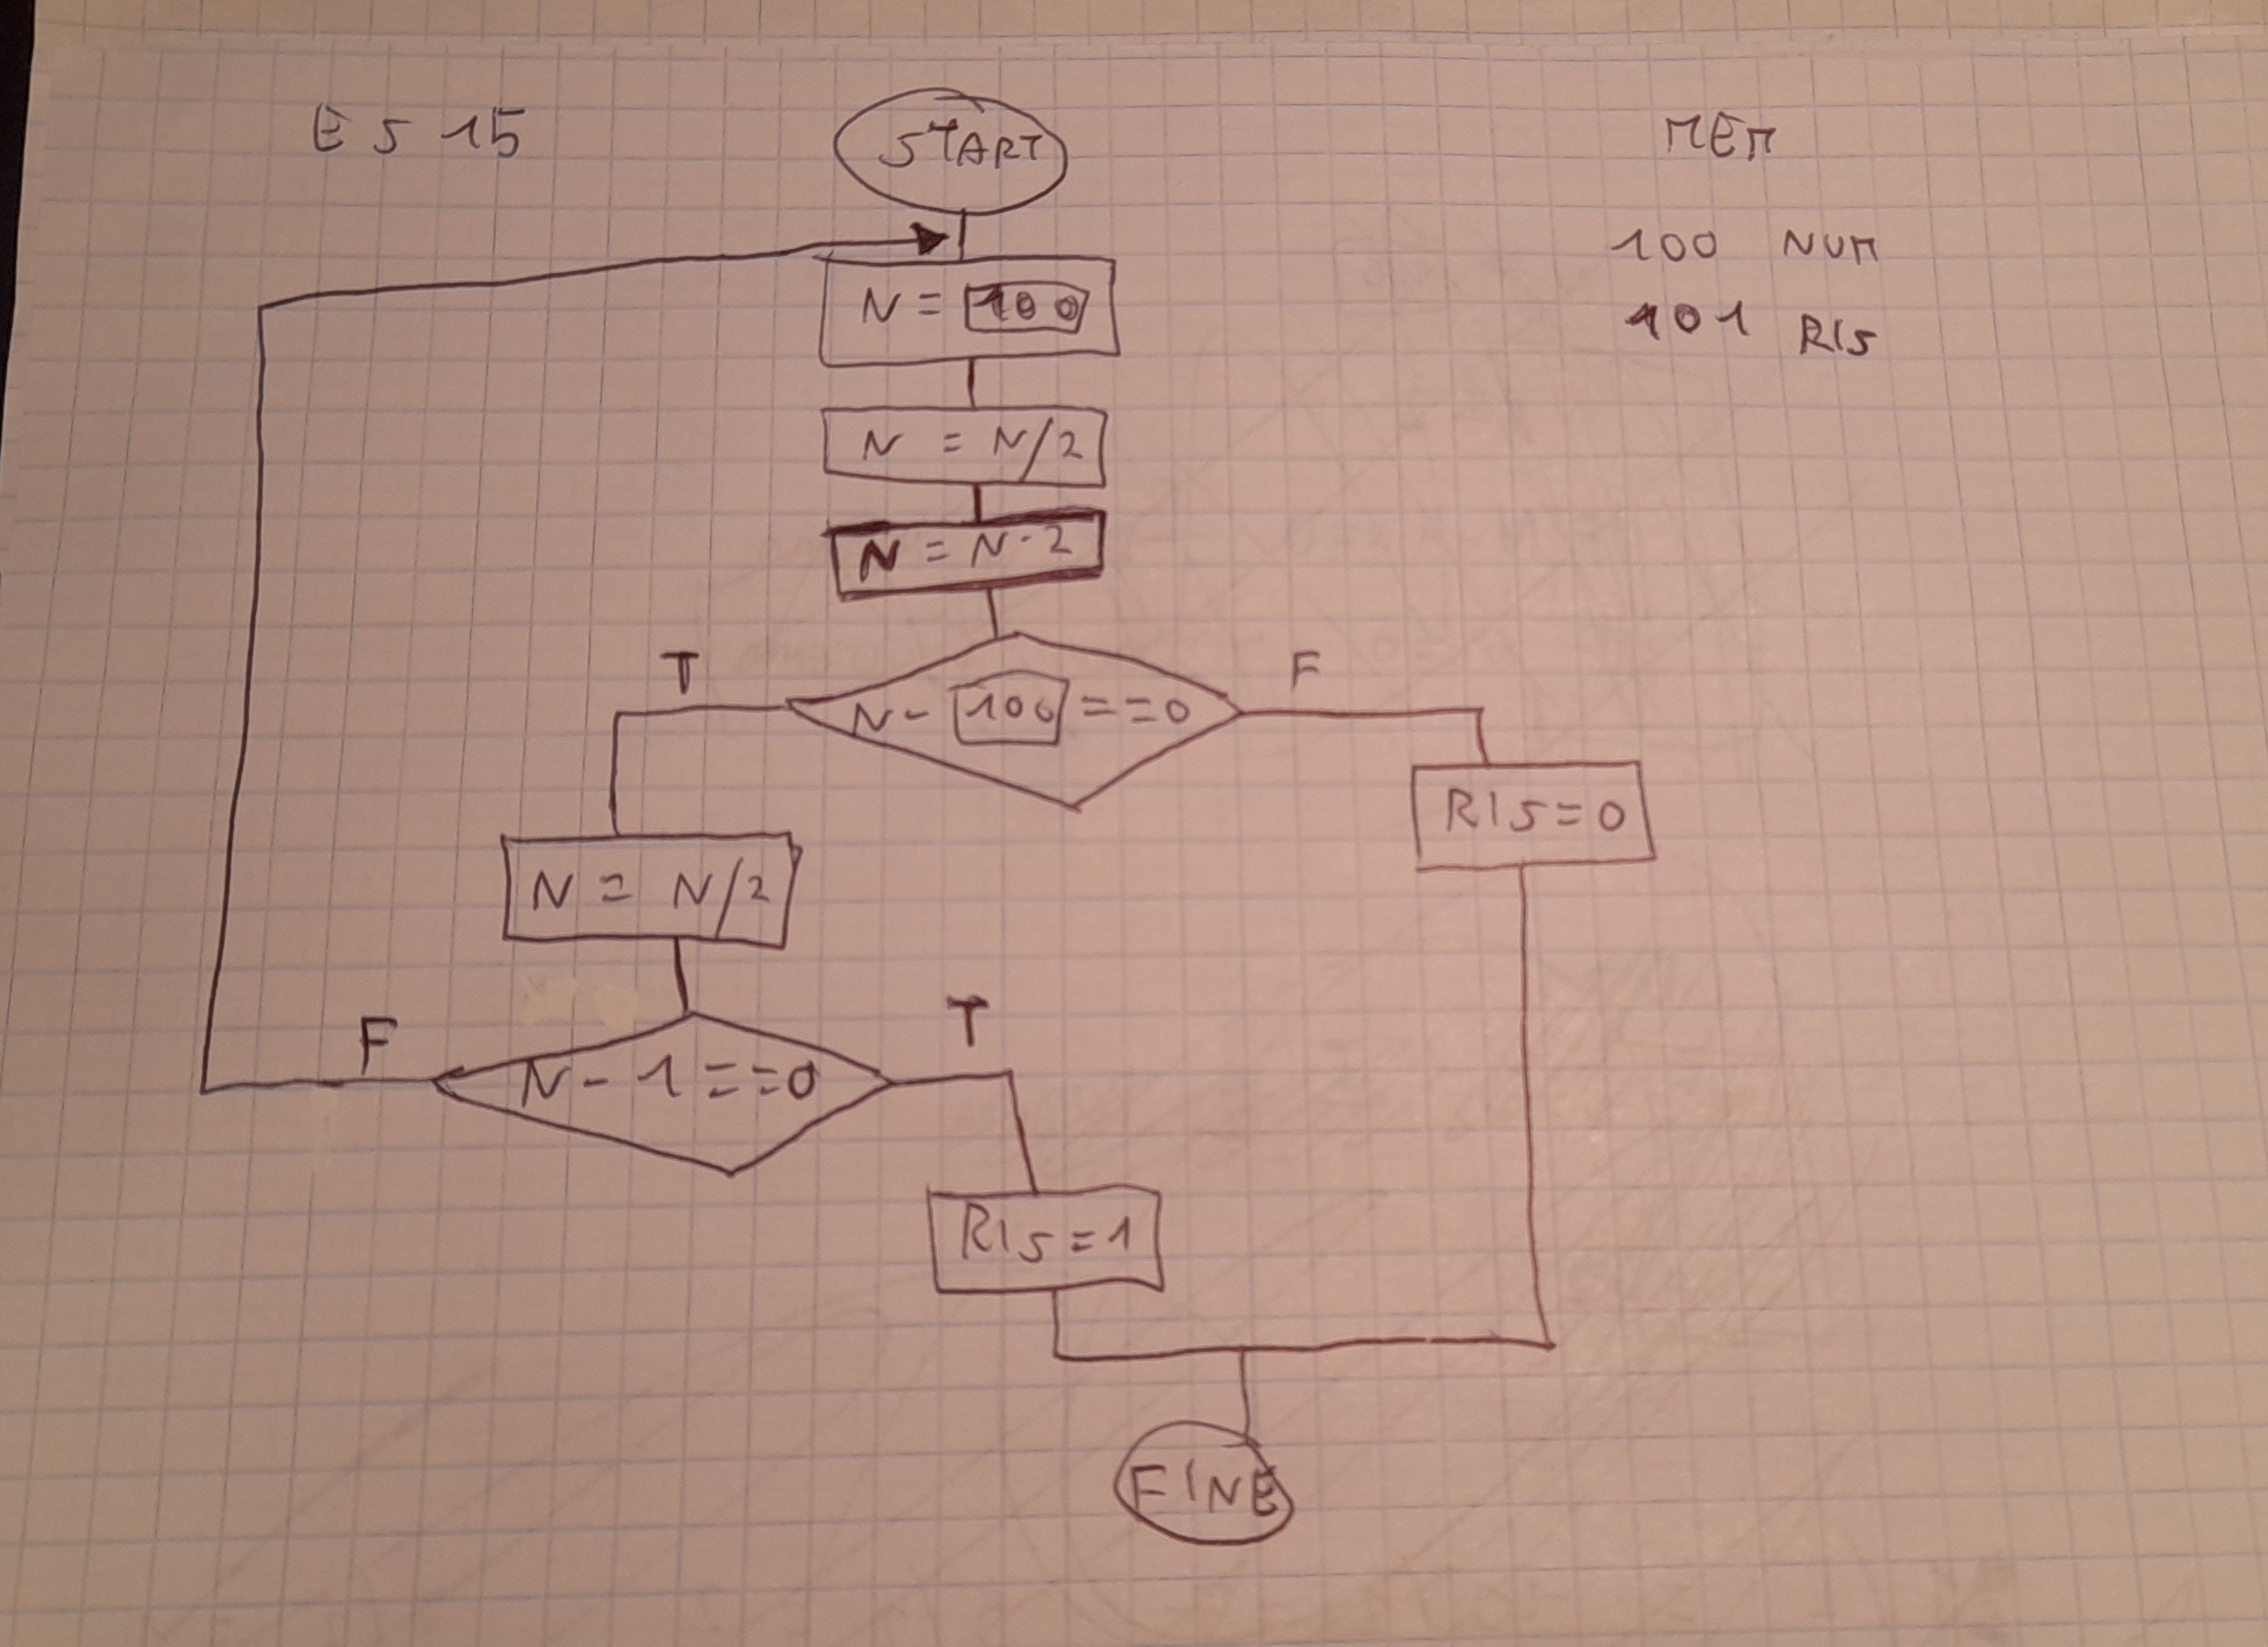 ES 15
START
MEM
100 NUM
101 RIS
N = 100
N = N/2
N = N·2
T
F
N - 100 == 0
RIS = 0
N = N/2
F
T
N - 1 == 0
RIS = 1
FINE